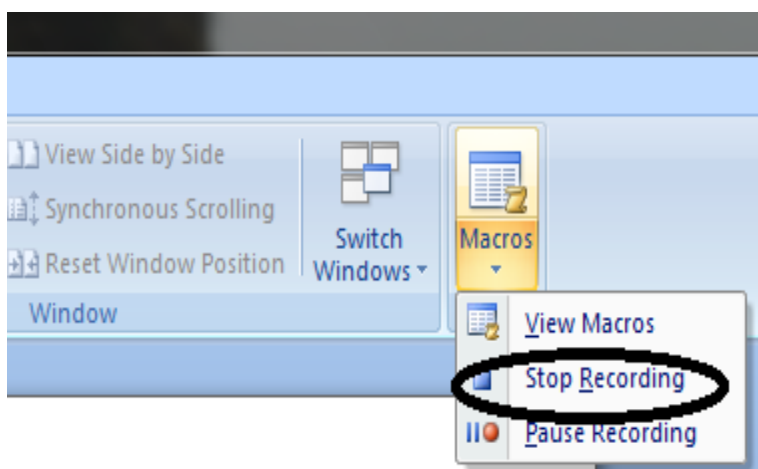 View Side by Side
Synchronous Scrolling
Reset Window Position
Switch
Windows
Window
Macros
View Macros
Stop Recording
Pause Recording